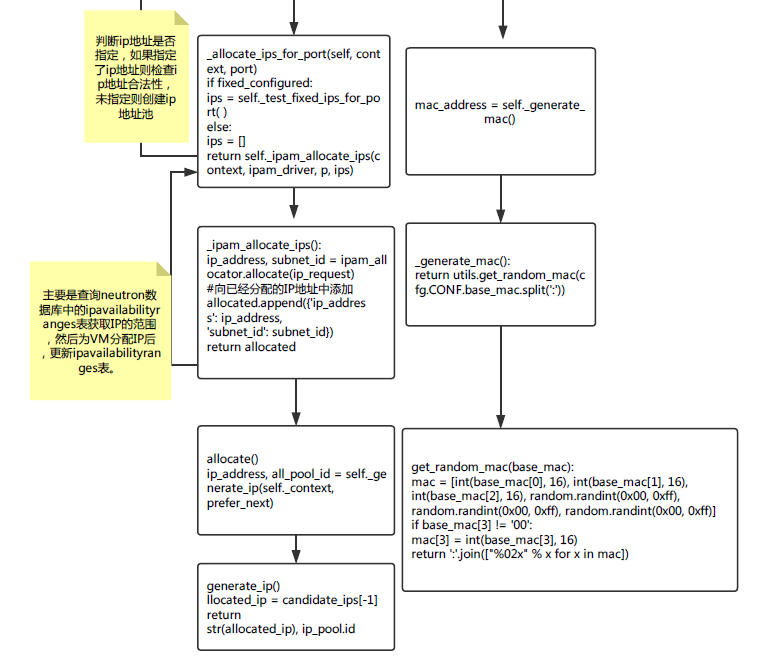 判断ip地址是否
指定，如果指定
了ip地址则检查i
p地址合法性，
未指定则创建ip
地址池
_allocate_ips_for_port(self, cont
ext, port)
if fixed_configured:
ips = self._test_fixed_ips_for_po
rt( )
else:
ips = []
return self._ipam_allocate_ips(c
ontext, ipam_driver, p, ips)
mac_address = self._generate_
mac()
主要是查询neutron数
据库中的ipavailabilityr
anges表获取IP的范围
，然后为VM分配IP后
，更新ipavailabilityran
ges表。
_ipam_allocate_ips():
ip_address, subnet_id = ipam_all
ocator.allocate(ip_request)
#向已经分配的IP地址中添加
allocated.append({'ip_addres
s': ip_address,
'subnet_id': subnet_id})
return allocated
_generate_mac():
return utils.get_random_mac(c
fg.CONF.base_mac.split(':'))
allocate()
ip_address, all_pool_id = self._ge
nerate_ip(self._context,
prefer_next)
get_random_mac(base_mac):
mac = [int(base_mac[0], 16), int(base_mac[1], 16),
int(base_mac[2], 16), random.randint(0x00, 0xff),
random.randint(0x00, 0xff), random.randint(0x00, 0xff)]
if base_mac[3] != '00':
mac[3] = int(base_mac[3], 16)
return ':'.join(["%02x" % x for x in mac])
generate_ip()
llocated_ip = candidate_ips[-1]
return
str(allocated_ip), ip_pool.id